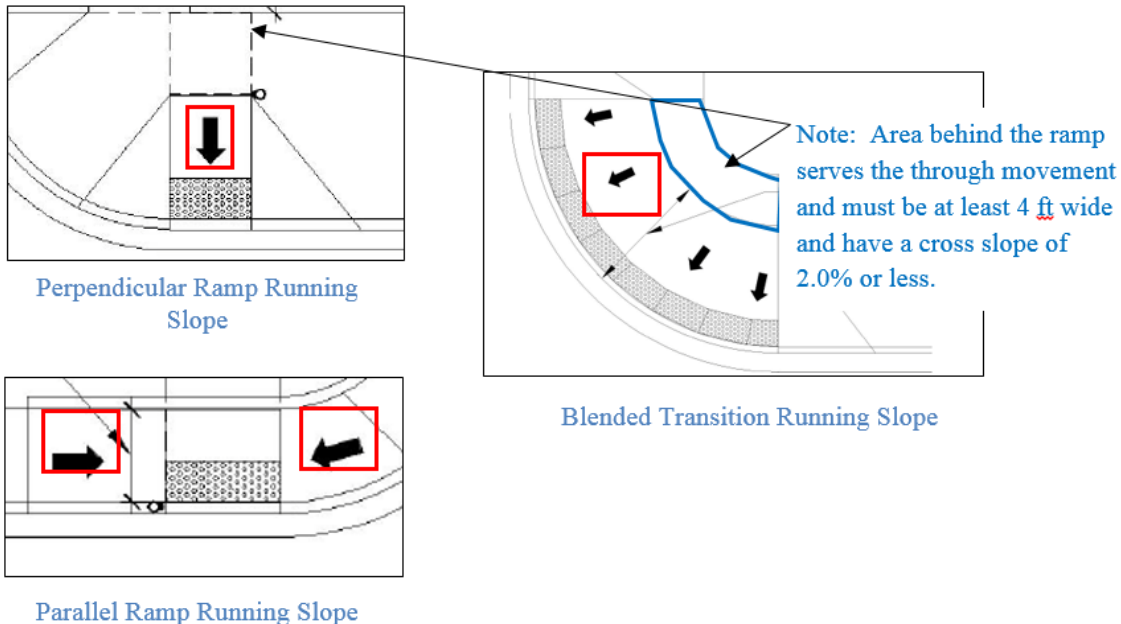 Perpendicular Ramp Running
Slope
Note:  Area behind the ramp
serves the through movement
and must be at least 4 ft wide
and have a cross slope of
2.0% or less.
Blended Transition Running Slope
Parallel Ramp Running Slope